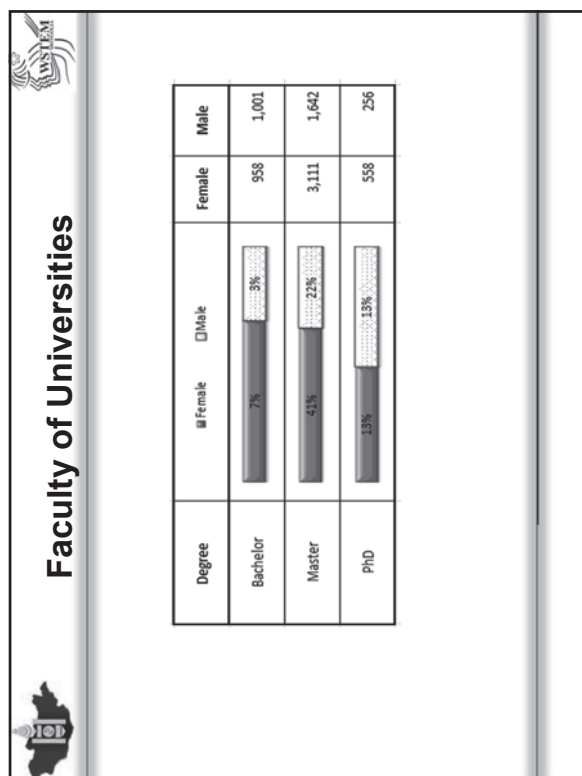 Faculty of Universities
WSTEM
Degree
Female
Male
Female
Male
Bachelor
7%
3%
958
1,001
Master
41%
22%
3,111
1,642
PhD
13%
13%
558
256